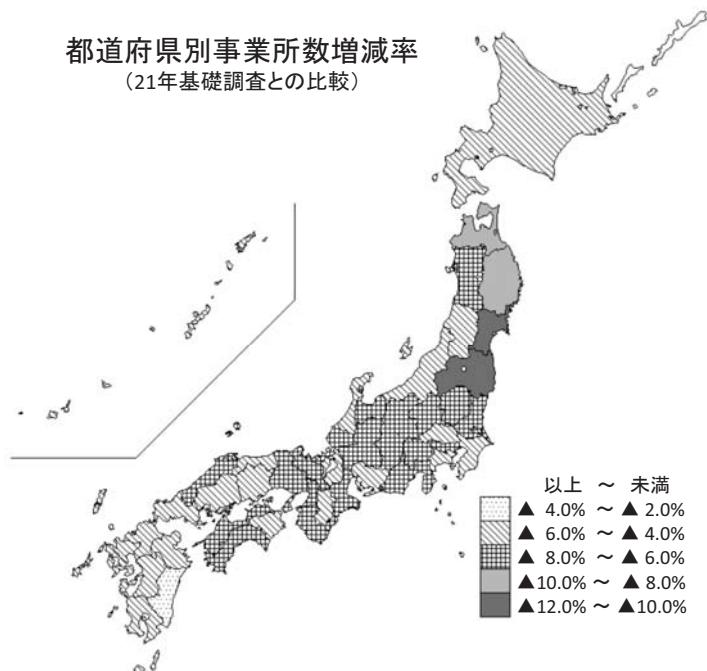 都道府県別事業所数増減率
（21年基礎調査との比較）
以上 ～ 未満
▲ 4.0% ～ ▲ 2.0%
▲ 6.0% ～ ▲ 4.0%
▲ 8.0% ～ ▲ 6.0%
▲10.0% ～ ▲ 8.0%
▲12.0% ～ ▲10.0%